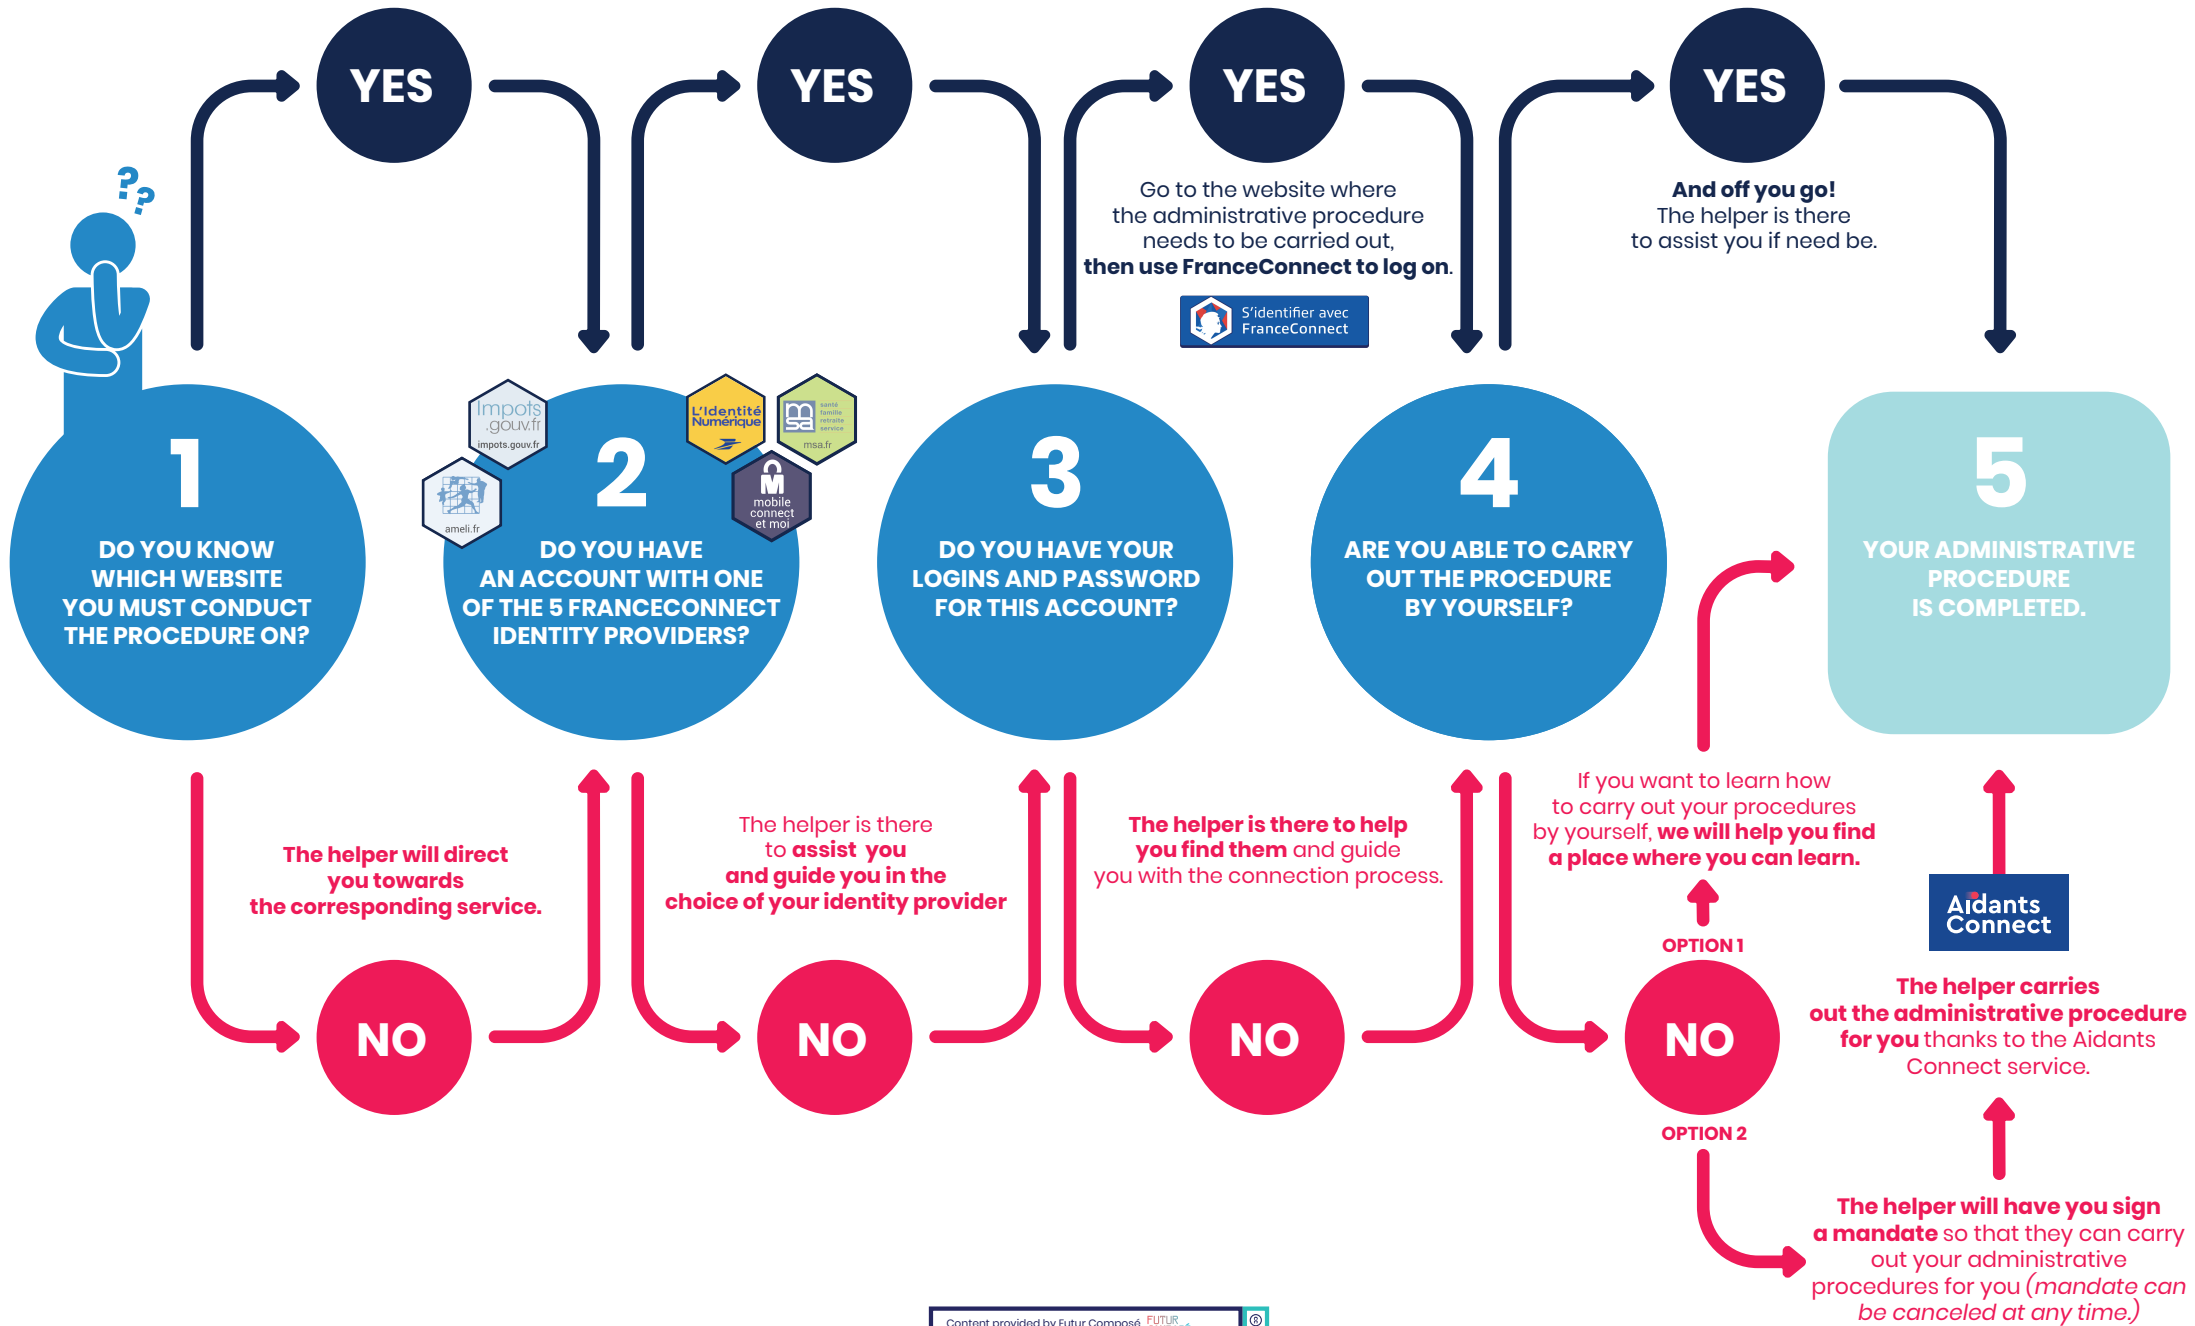 YES
YES
YES
YES
??
Go to the website where
the administrative procedure
needs to be carried out,
then use FranceConnect to log on.
S'identifier avec
FranceConnect
And off you go!
The helper is there
to assist you if need be.
1
DO YOU KNOW
WHICH WEBSITE
YOU MUST CONDUCT
THE PROCEDURE ON?
Impots
.gouv.fr
impots.gouv.fr
ameli.fr
L'Identité
Numérique
msa
santé
famille
retraite
service
msa.fr
M
mobile
connect
et moi
2
DO YOU HAVE
AN ACCOUNT WITH ONE
OF THE 5 FRANCECONNECT
IDENTITY PROVIDERS?
3
DO YOU HAVE YOUR
LOGINS AND PASSWORD
FOR THIS ACCOUNT?
4
ARE YOU ABLE TO CARRY
OUT THE PROCEDURE
BY YOURSELF?
5
YOUR ADMINISTRATIVE
PROCEDURE
IS COMPLETED.
The helper will direct
you towards
the corresponding service.
NO
The helper is there
to assist you
and guide you in the
choice of your identity provider
NO
The helper is there to help
you find them and guide
you with the connection process.
NO
If you want to learn how
to carry out your procedures
by yourself, we will help you find
a place where you can learn.
OPTION 1
NO
OPTION 2
Aidants
Connect
The helper carries
out the administrative procedure
for you thanks to the Aidants
Connect service.
The helper will have you sign
a mandate so that they can carry
out your administrative
procedures for you (mandate can
be canceled at any time.)
Content provided by Futur Composé
FUTUR
®